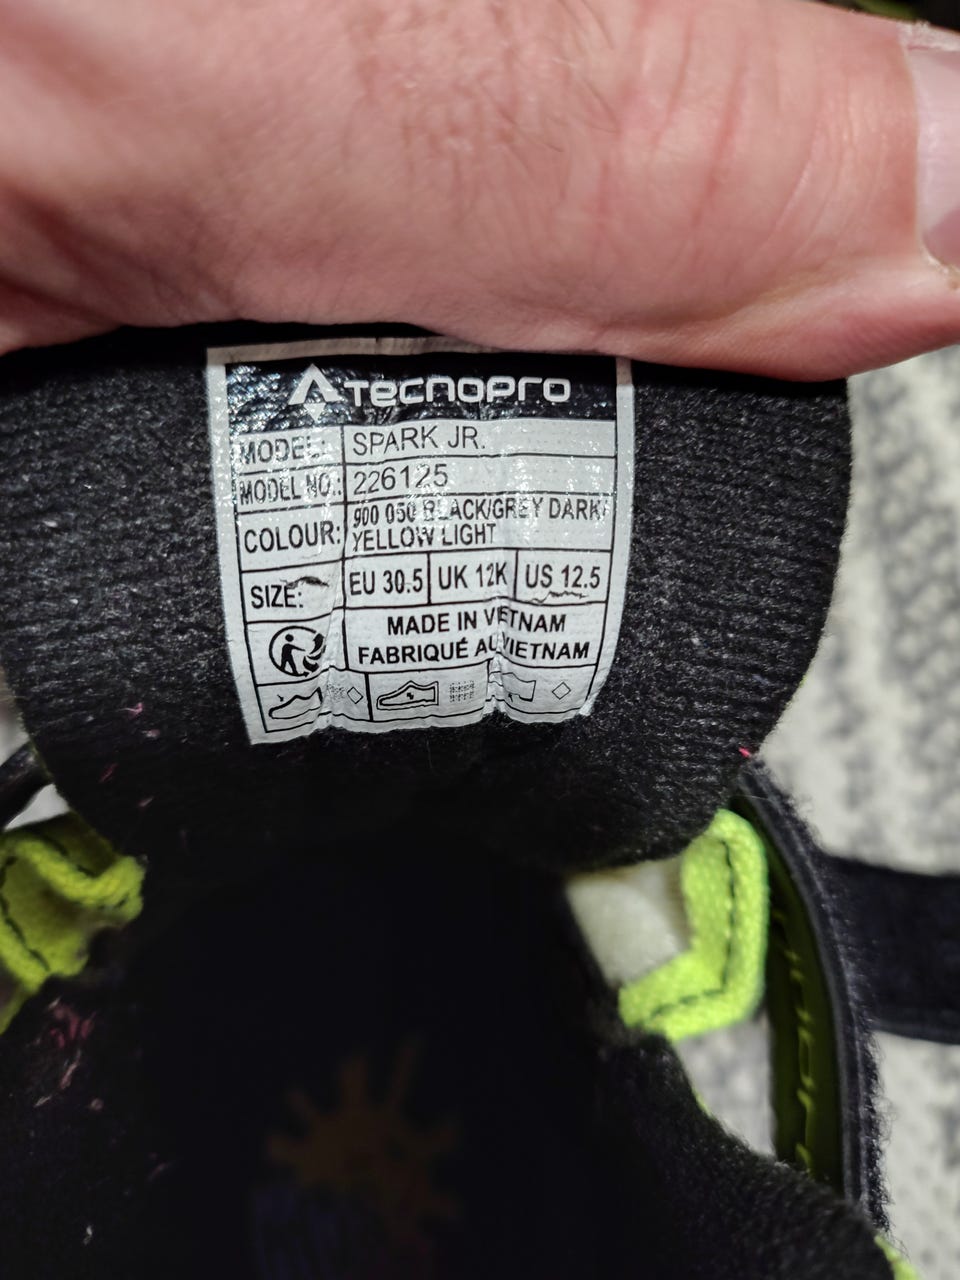 TECNOPRO
MODEL: SPARK JR.
MODEL NO.: 226125
COLOUR: 900 050 BLACK/GREY DARK/
YELLOW LIGHT
SIZE: EU 30.5 UK 12K US 12.5
MADE IN VIETNAM
FABRIQUÉ AU VIETNAM